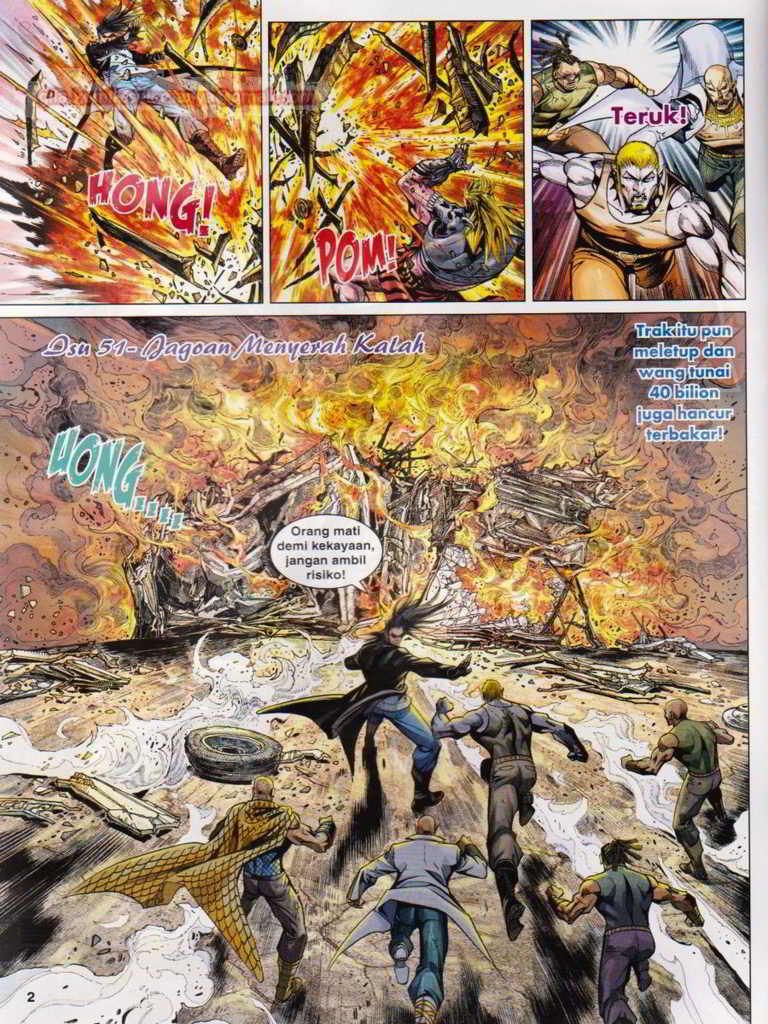 HONG!
POM!
Teruk!
Isu 51- Jagoan Menyerah Kalah
Trak itu pun
meletup dan
wang tunai
40 bilion
juga hancur
terbakar!
UONG....
Orang mati
demi kekayaan,
jangan ambil
risiko!
2